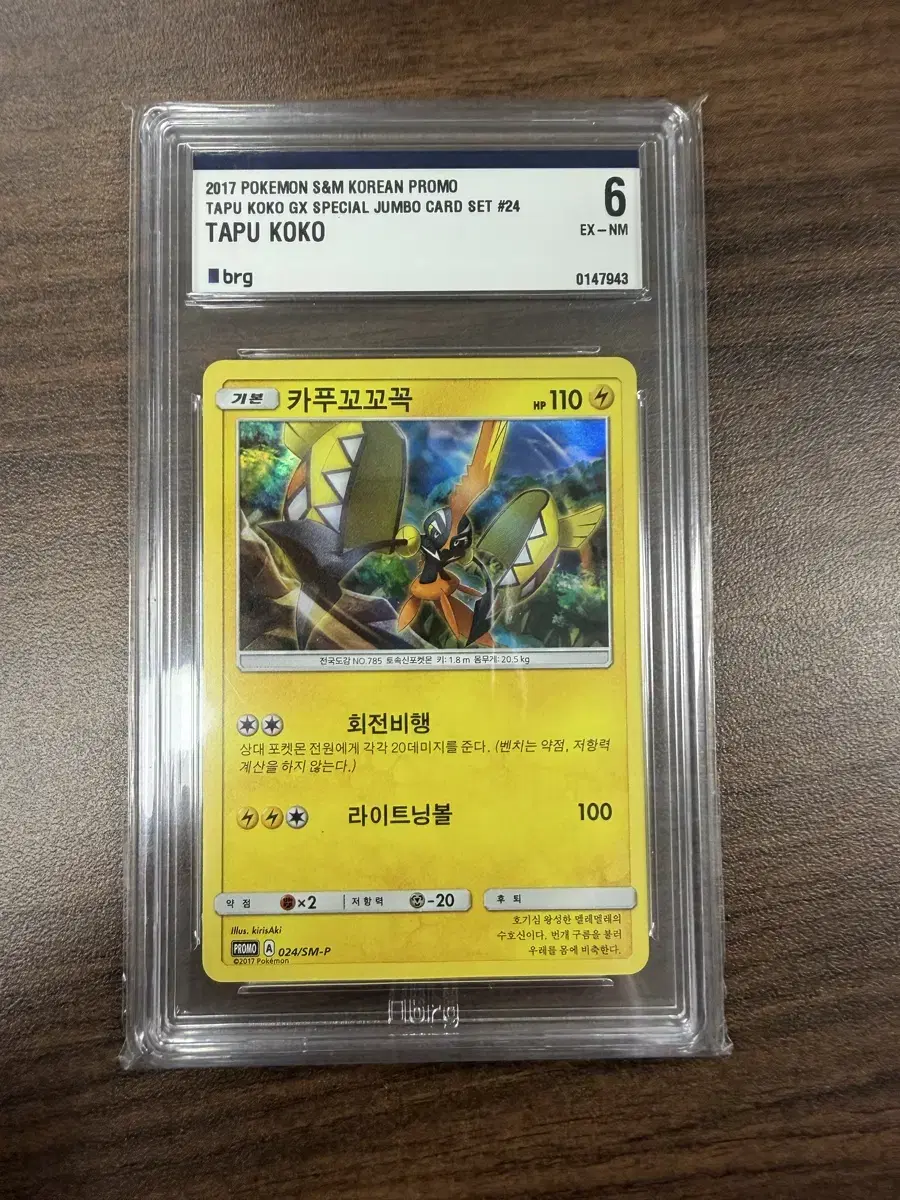 2017 POKEMON S&M KOREAN PROMO
TAPU KOKO GX SPECIAL JUMBO CARD SET #24
TAPU KOKO
6
EX-NM
brg
0147943
기본 카푸꼬꼬꼭 HP 110
전국도감 NO.785 토속신포켓몬 키: 1.8 m 몸무게: 20.5 kg
회전비행
상대 포켓몬 전원에게 각각 20데미지를 준다. (벤치는 약점, 저항력
계산을 하지 않는다.)
라이트닝볼 100
약점 ×2 저항력 -20 후퇴
Illus. kirisAki
호기심 왕성한 멜레멜레의
수호신이다. 번개 구름을 불러
우레를 몸에 비축한다.
PROMO A 024/SM-P
©2017 Pokémon
brg